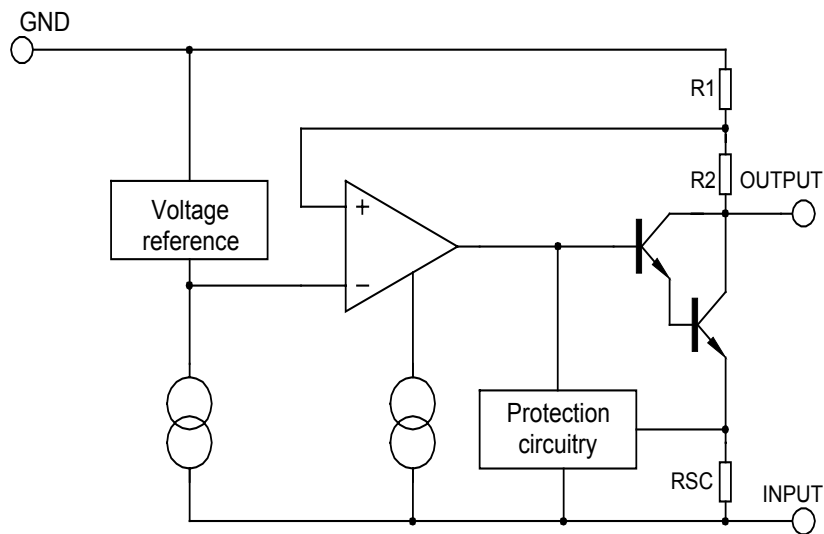 GND
R1
R2
OUTPUT
Voltage
reference
+
−
Protection
circuitry
RSC
INPUT